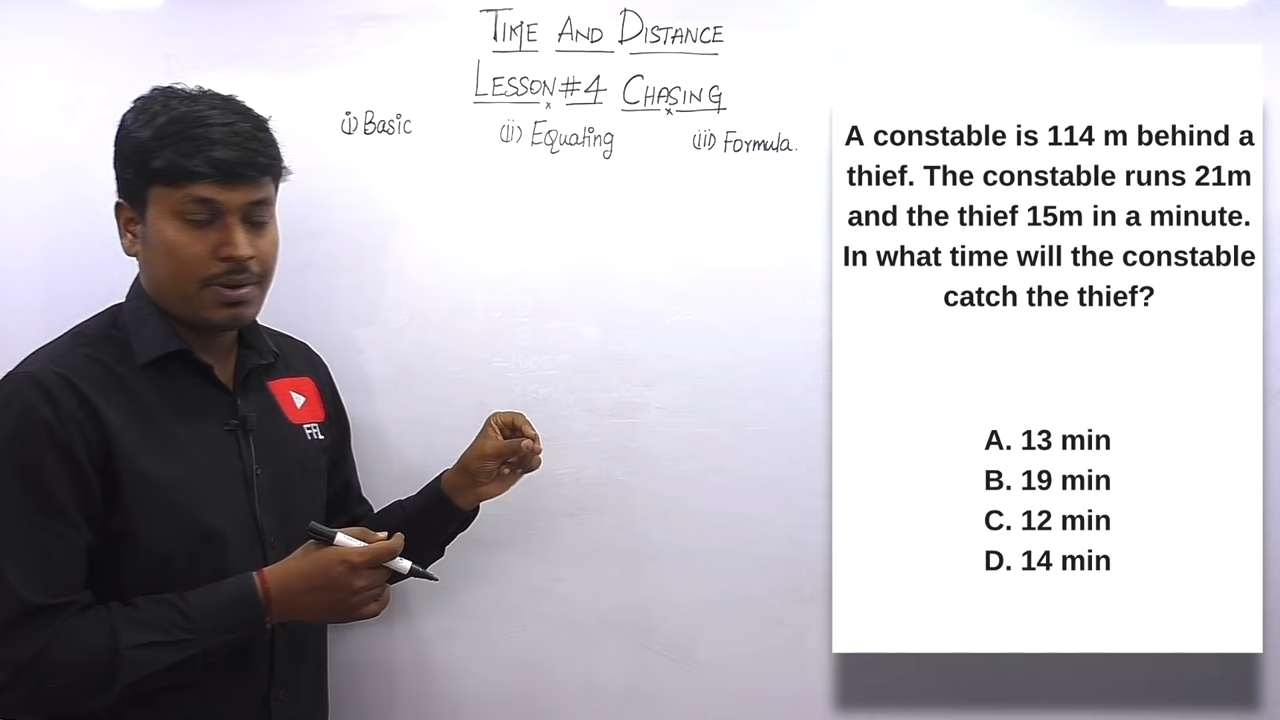 TIME AND DISTANCE
LESSON #4 CHASING
(i) Basic
(ii) Equating
(iii) Formula.
A constable is 114 m behind a
thief. The constable runs 21m
and the thief 15m in a minute.
In what time will the constable
catch the thief?
A. 13 min
B. 19 min
C. 12 min
D. 14 min
FFL